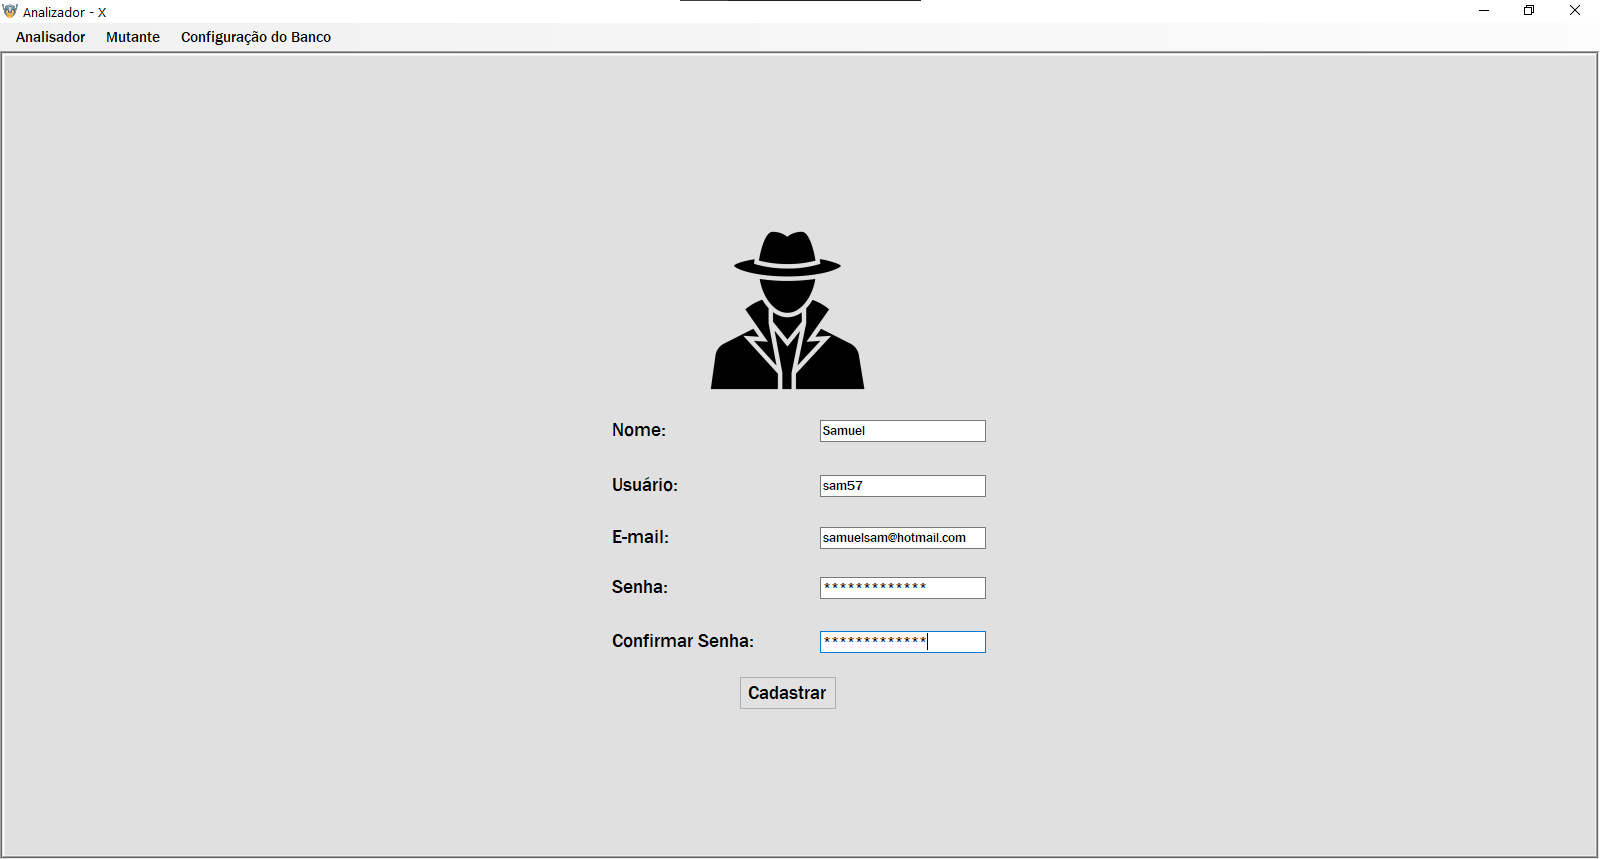 Analizador - X
Analisador Mutante Configuração do Banco
Nome: Samuel
Usuário: sam57
E-mail: samuelsam@hotmail.com
Senha: *************
Confirmar Senha: *************
Cadastrar